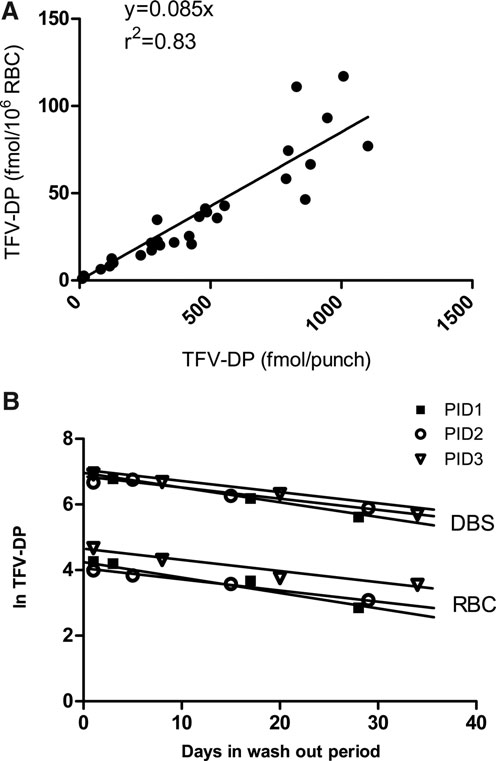 A
y=0.085x
r²=0.83
TFV-DP (fmol/10⁶ RBC)
150
100
50
0
0
500
1000
1500
TFV-DP (fmol/punch)
B
PID1
PID2
PID3
8
6
4
2
0
ln TFV-DP
DBS
RBC
0
10
20
30
40
Days in wash out period